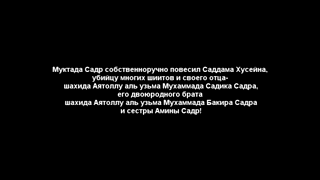 Муктада Садр собственноручно повесил Саддама Хусейна,
убийцу многих шиитов и своего отца-
шахида Аятоллу аль узьма Мухаммада Садика Садра,
его двоюродного брата
шахида Аятоллу аль узьма Мухаммада Бакира Садра
и сестры Амины Садр!